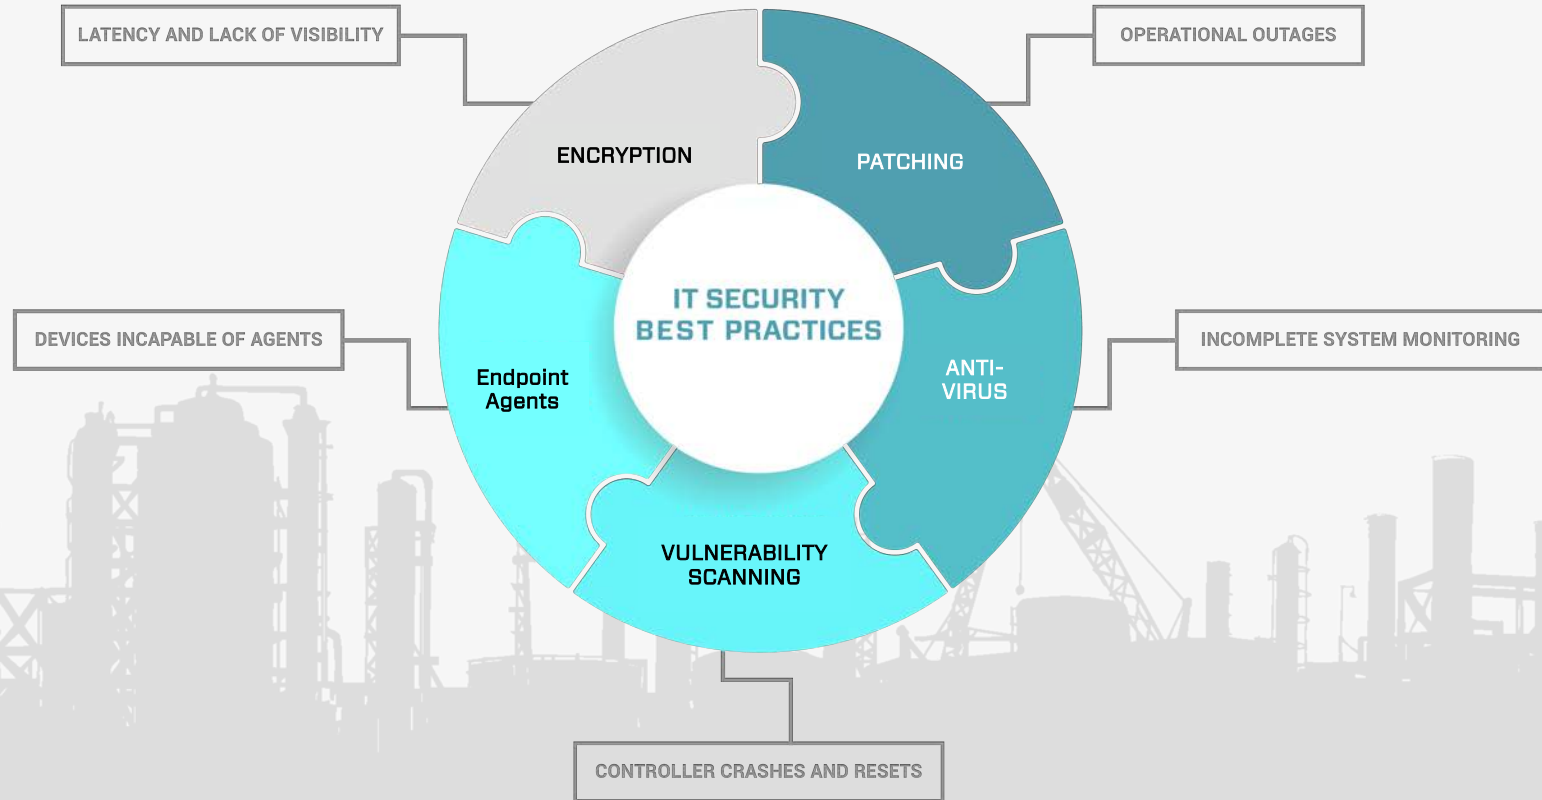 LATENCY AND LACK OF VISIBILITY
OPERATIONAL OUTAGES
ENCRYPTION
PATCHING
IT SECURITY
BEST PRACTICES
DEVICES INCAPABLE OF AGENTS
INCOMPLETE SYSTEM MONITORING
Endpoint
Agents
ANTI-
VIRUS
VULNERABILITY
SCANNING
CONTROLLER CRASHES AND RESETS